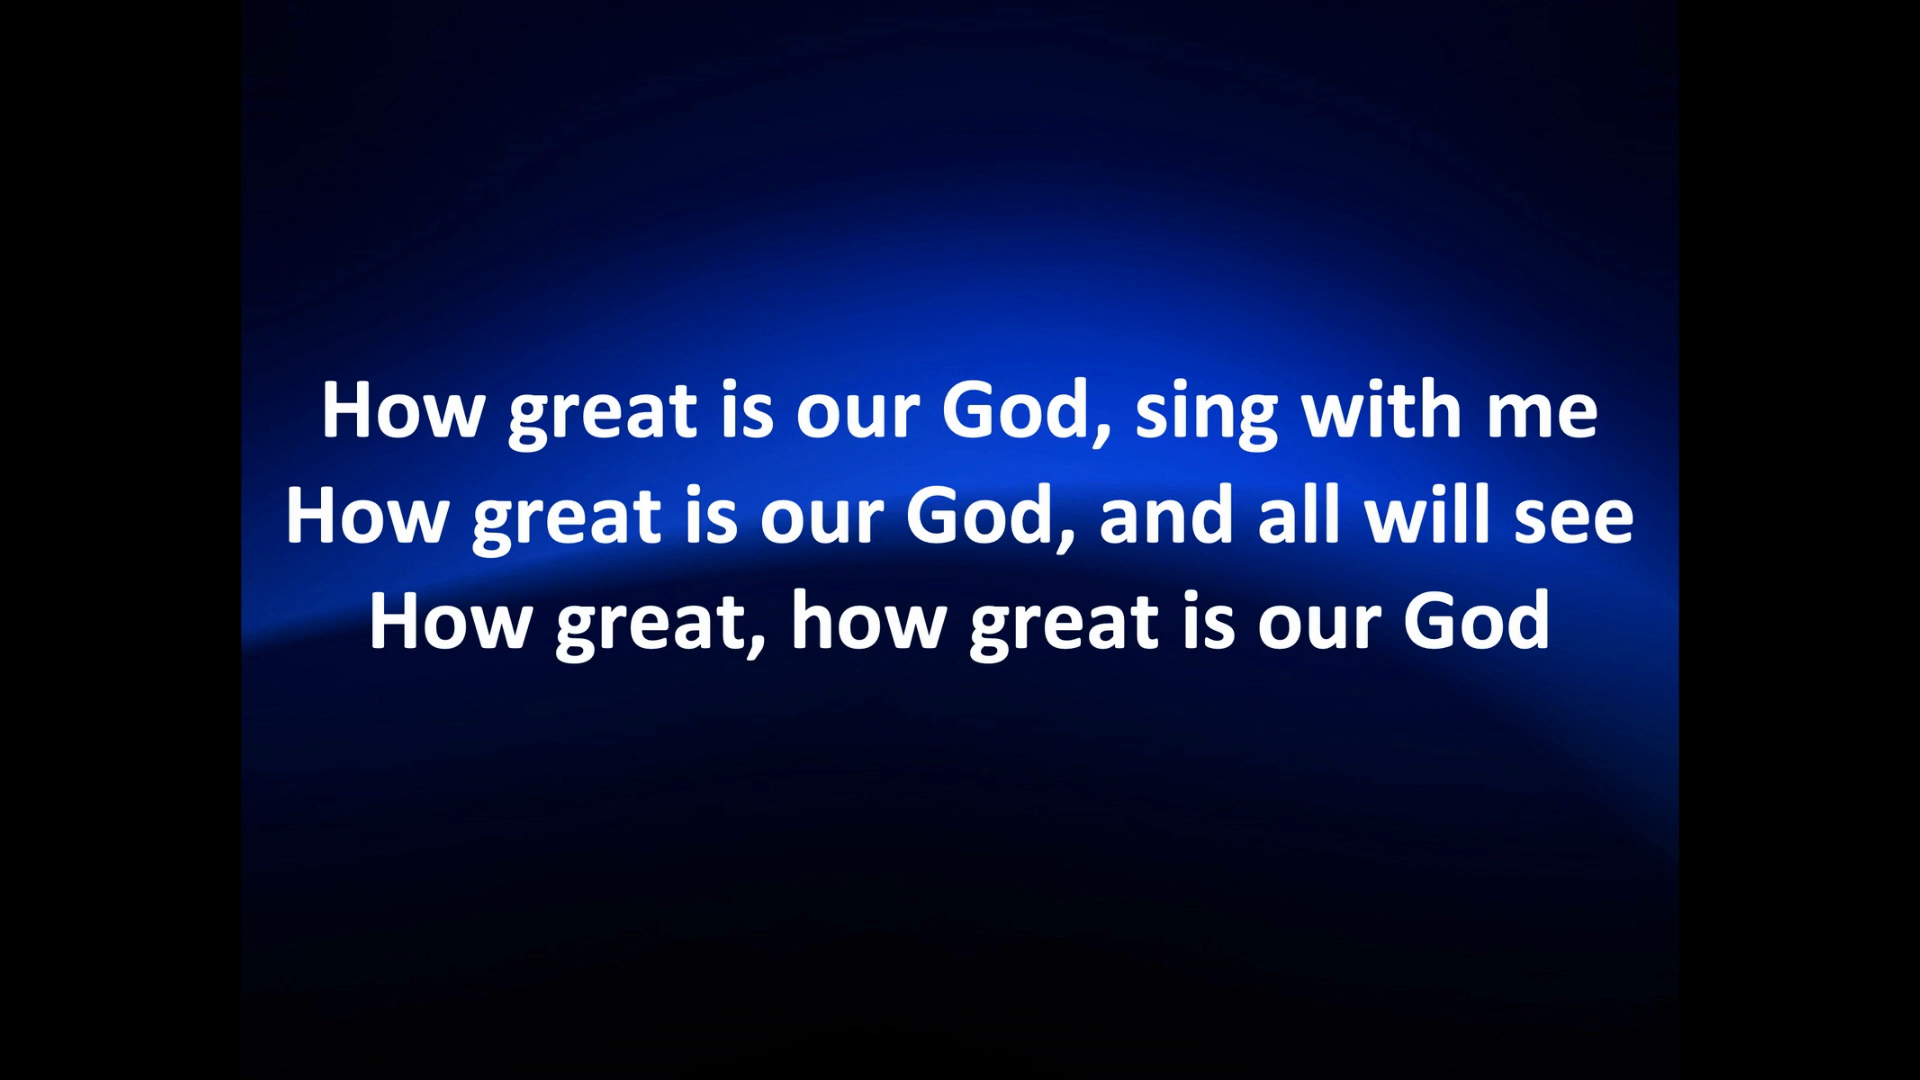 How great is our God, sing with me
How great is our God, and all will see
How great, how great is our God